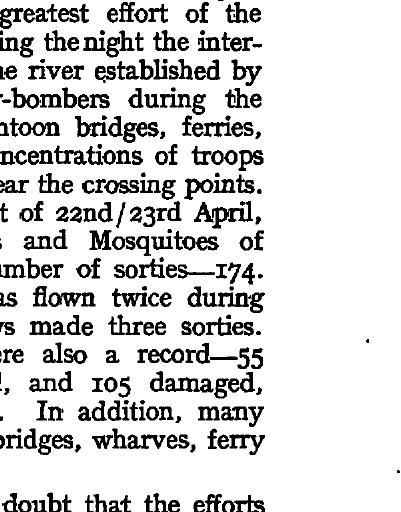 greatest effort of the
ing the night the inter-
river established by
-bombers during the
ntoon bridges, ferries,
ncentrations of troops
ear the crossing points.
t of 22nd/23rd April,
s and Mosquitoes of
umber of sorties—174.
as flown twice during
ys made three sorties.
ere also a record—55
, and 105 damaged,
. In addition, many
bridges, wharves, ferry
doubt that the efforts